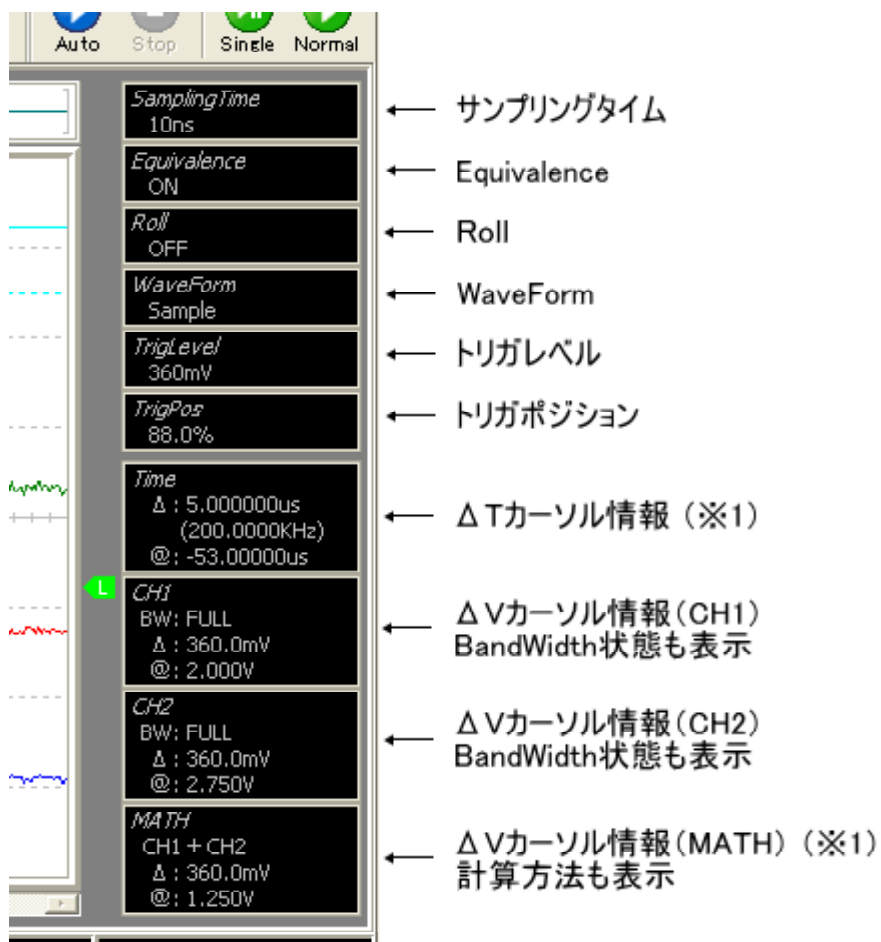 Auto Stop Single Normal
SamplingTime
10ns
← サンプリングタイム
Equivalence
ON
← Equivalence
Roll
OFF
← Roll
WaveForm
Sample
← WaveForm
TrigLevel
360mV
← トリガレベル
TrigPos
88.0%
← トリガポジション
Time
Δ : 5.000000us
(200.0000KHz)
@: -53.00000us
← ΔTカーソル情報（※1）
L
CH1
BW: FULL
Δ : 360.0mV
@: 2.000V
← ΔVカーソル情報（CH1）
BandWidth状態も表示
CH2
BW: FULL
Δ : 360.0mV
@: 2.750V
← ΔVカーソル情報（CH2）
BandWidth状態も表示
MATH
CH1 + CH2
Δ : 360.0mV
@: 1.250V
← ΔVカーソル情報（MATH）（※1）
計算方法も表示